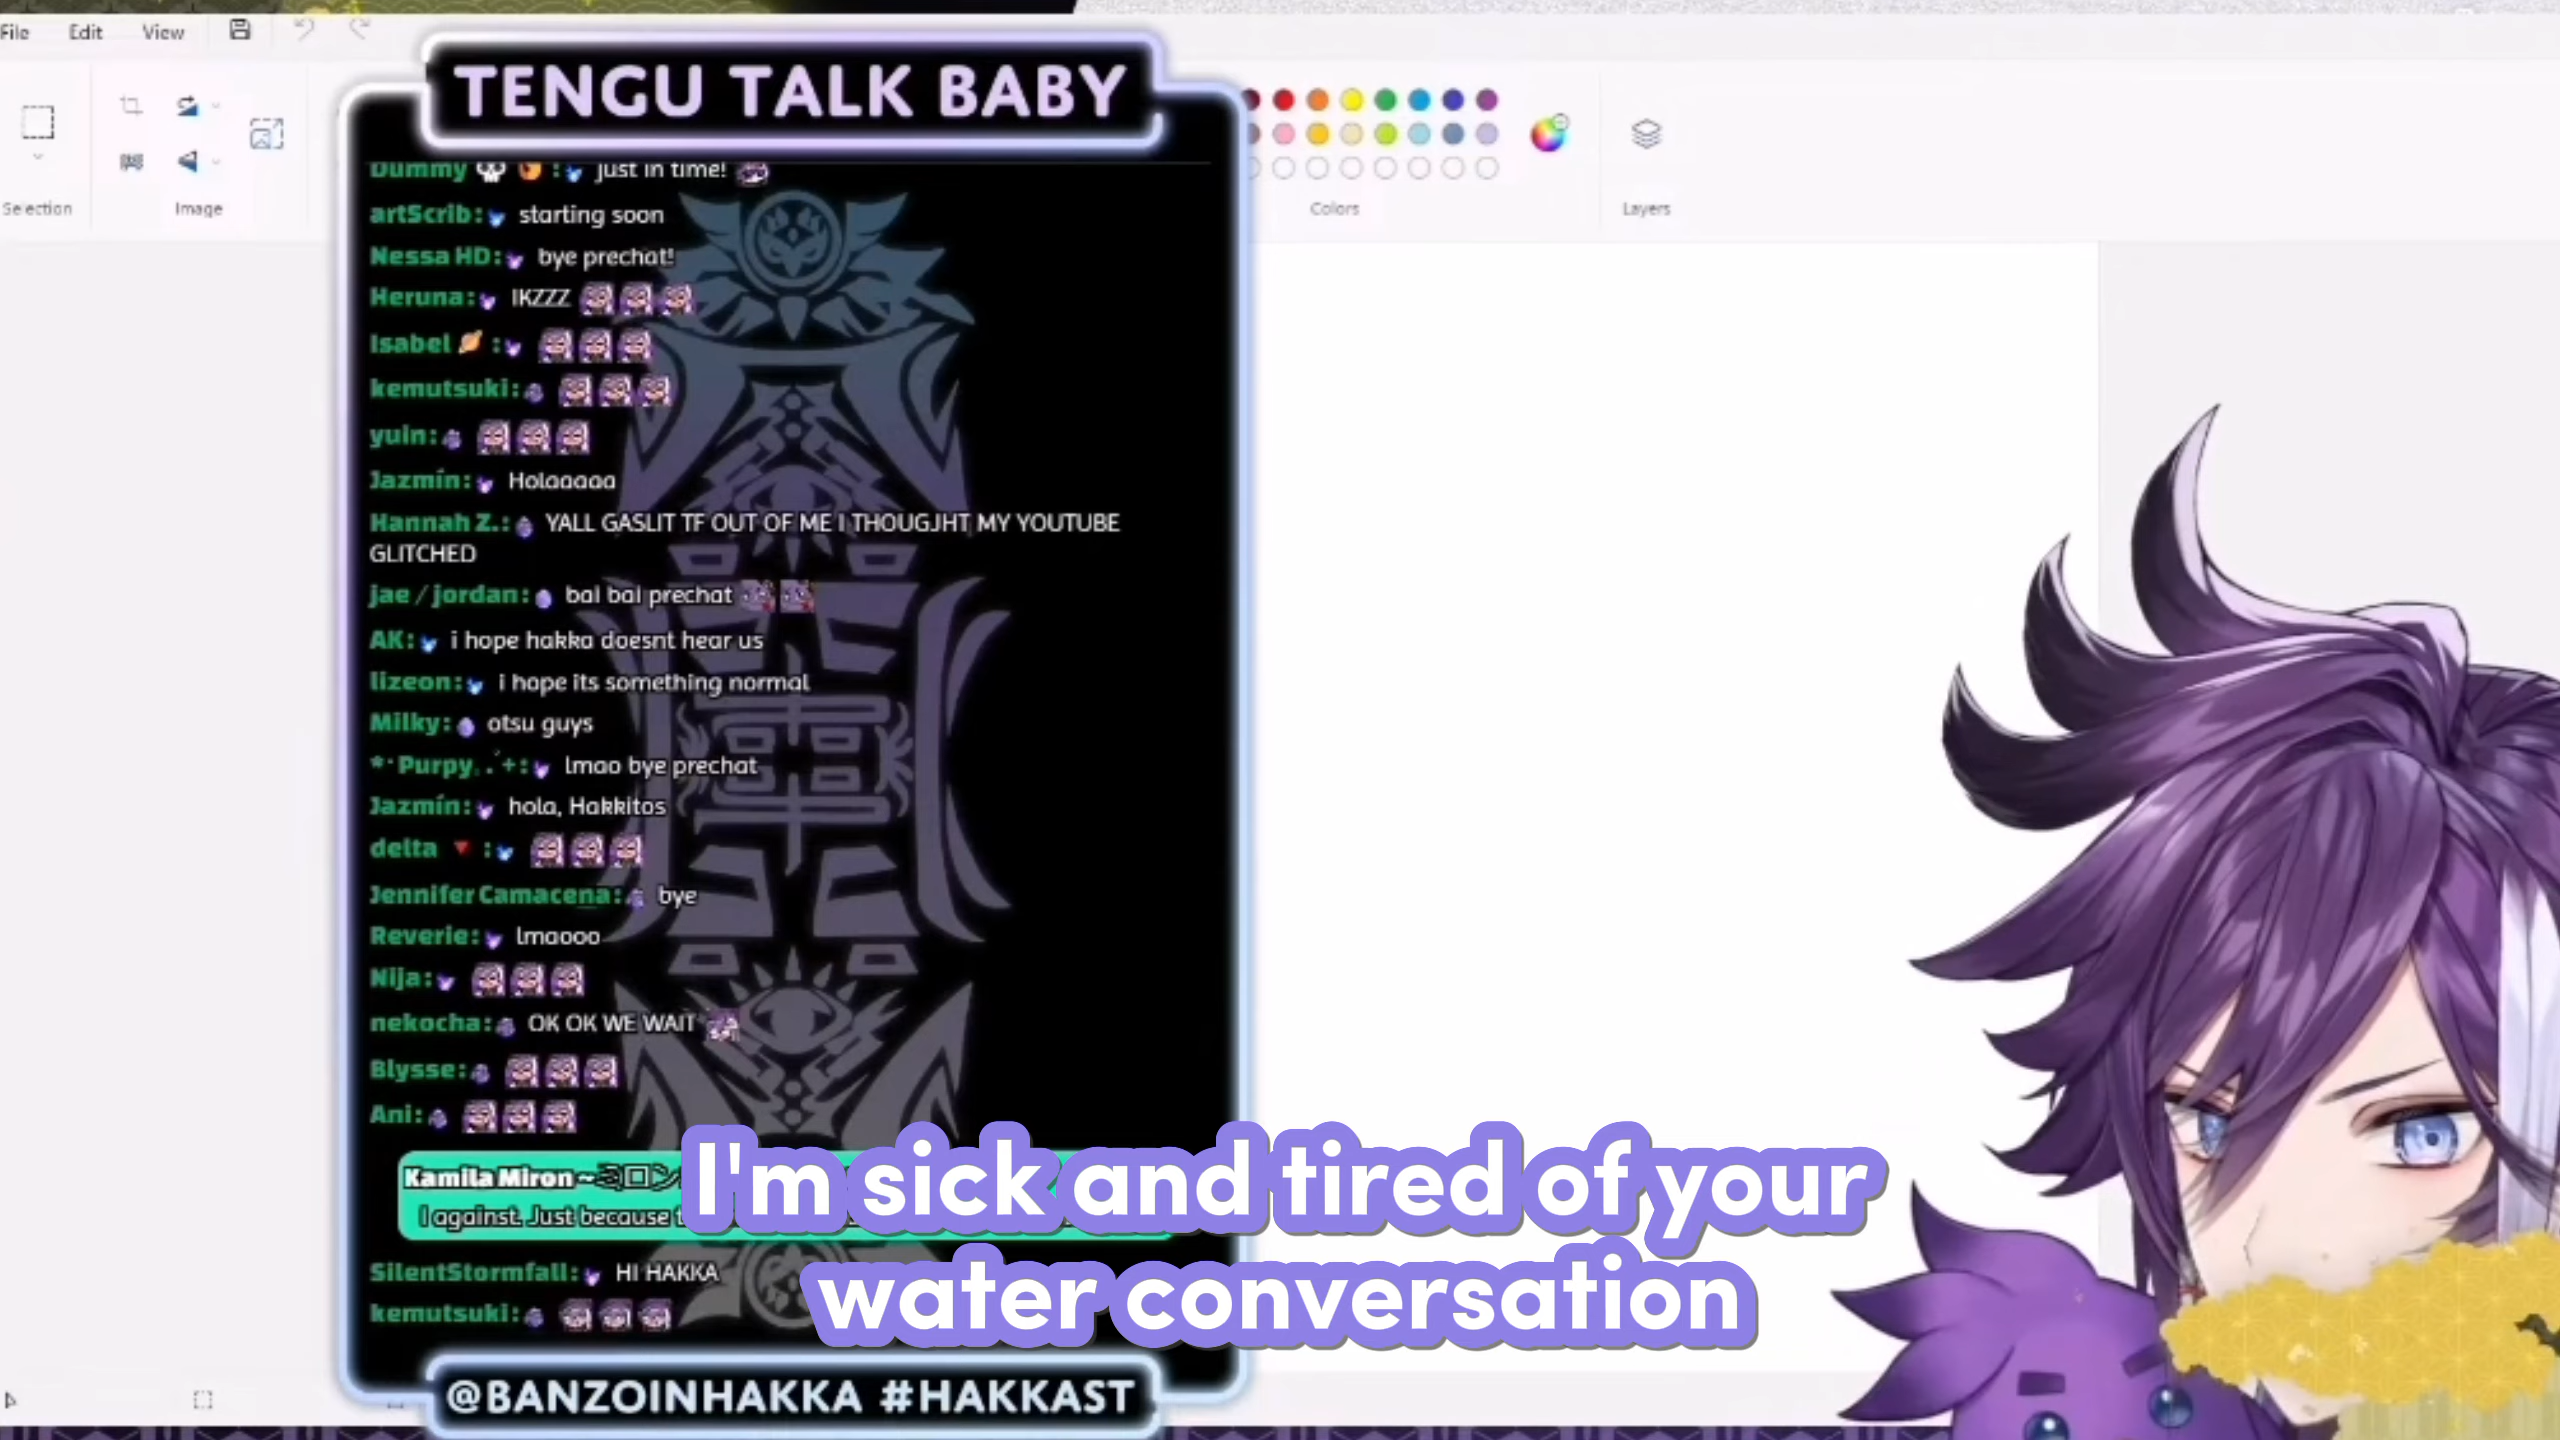 File Edit View
Selection
Image
Colors
Layers
TENGU TALK BABY
Dummy : just in time!
artScrib: starting soon
Nessa HD: bye prechat!
Heruna: IKZZZ
Isabel :
kemutsuki:
yuin:
Jazmín: Holaaaaa
Hannah Z.: YALL GASLIT TF OUT OF ME I THOUGJHT MY YOUTUBE
GLITCHED
jae / jordan: bai bai prechat
AK: i hope hakka doesnt hear us
lizeon: i hope its something normal
Milky: otsu guys
*·Purpy. ˙+: lmao bye prechat
Jazmín: hola, Hakkitos
delta :
Jennifer Camacena: bye
Reverie: lmaooo
Nija:
nekocha: OK OK WE WAIT
Blysse:
Ani:
Kamila Miron~ミロン
I against. Just because
SilentStormfall: HI HAKKA
kemutsuki:
I'm sick and tired of your
water conversation
@BANZOINHAKKA #HAKKAST